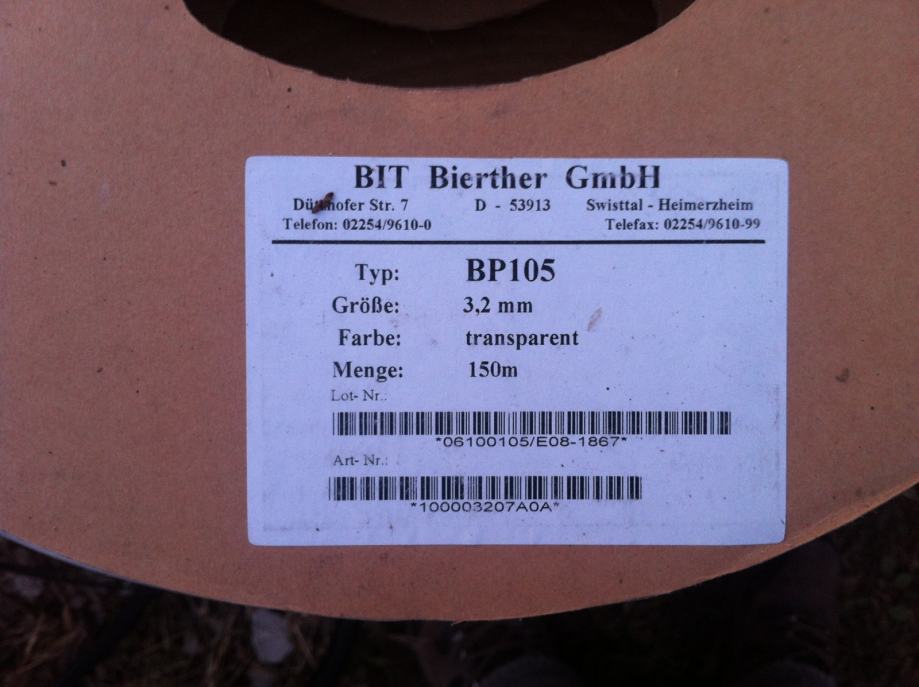 BIT Bierther GmbH
Str. 7 D - 53913 Swisttal - Heimerzheim
Telefon: 02254/9610-0 Telefax: 02254/9610-99
Typ: BP105
Größe: 3,2 mm
Farbe: transparent
Menge: 150m
Lot- Nr.:
*06100105/E08-1867*
Art- Nr.:
*100003207A0A*